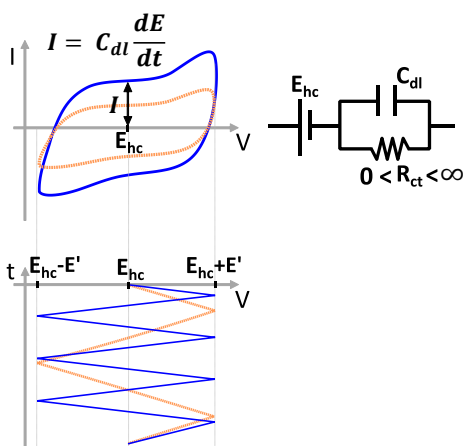 I = C_dl dE/dt
I
I
E_hc
V
E_hc
C_dl
0 < R_ct < ∞
t
E_hc-E'
E_hc
E_hc+E'
V